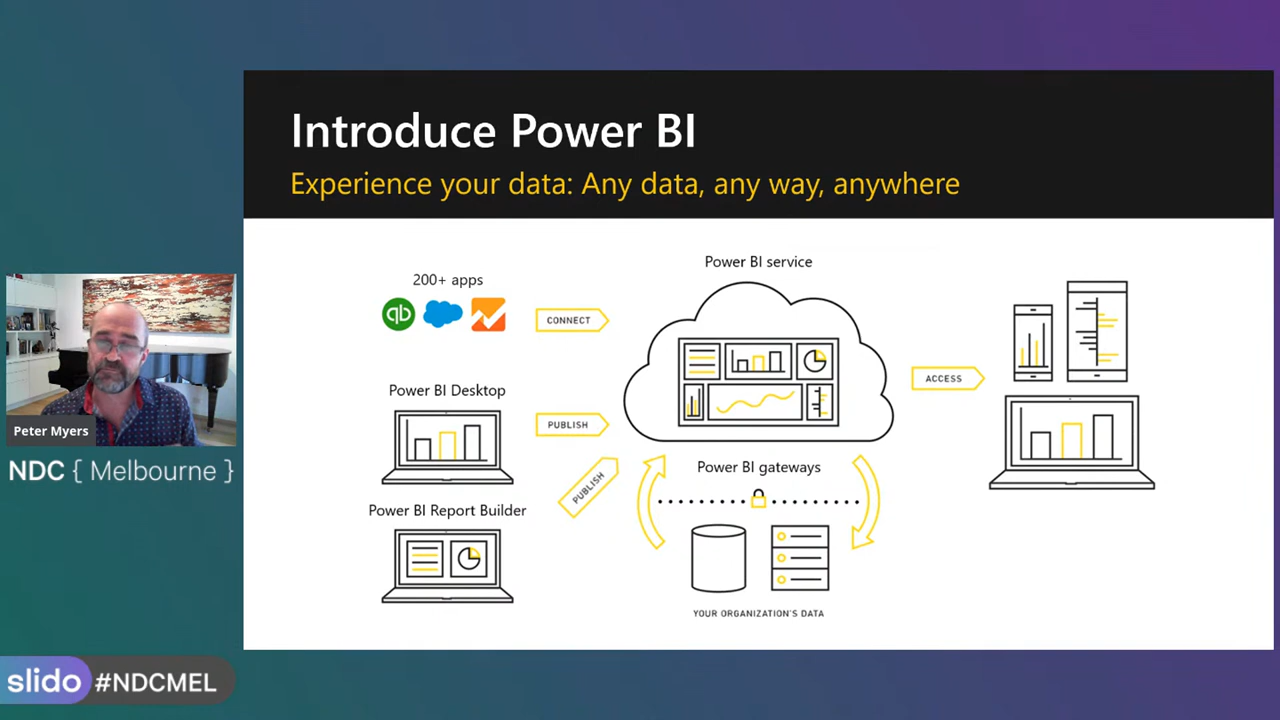 Introduce Power BI
Experience your data: Any data, any way, anywhere
200+ apps
qb
CONNECT
Power BI Desktop
PUBLISH
Power BI Report Builder
PUBLISH
Power BI service
Power BI gateways
YOUR ORGANIZATION'S DATA
ACCESS
Peter Myers
NDC { Melbourne }
slido #NDCMEL